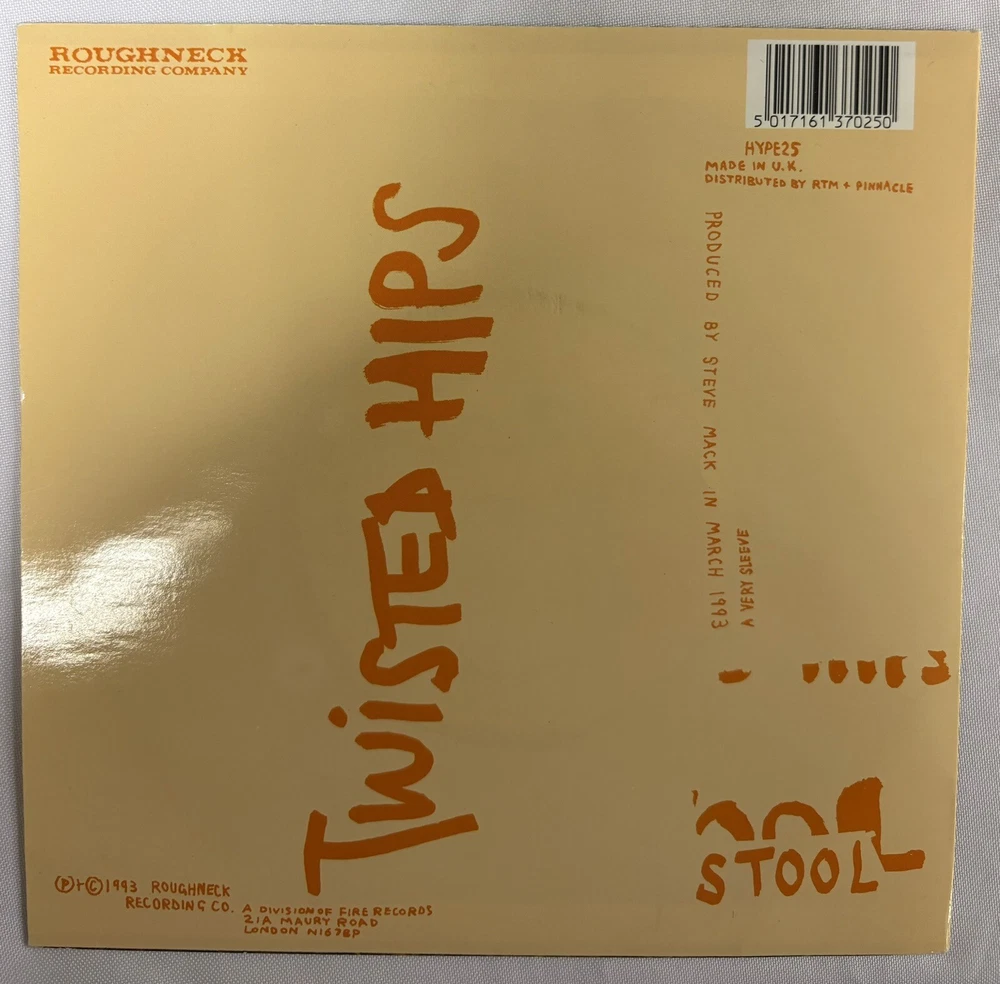 ROUGHNECK
RECORDING COMPANY
5 017161 370250
HYPE25
MADE IN U.K.
DISTRIBUTED BY RTM + PINNACLE
PRODUCED BY STEVE MACK IN MARCH 1993
A VERY SLEEVE
TWISTED HIPS
STOOL
Ⓟ+©1993 ROUGHNECK
RECORDING CO. A DIVISION OF FIRE RECORDS
21A MAURY ROAD
LONDON N167BP